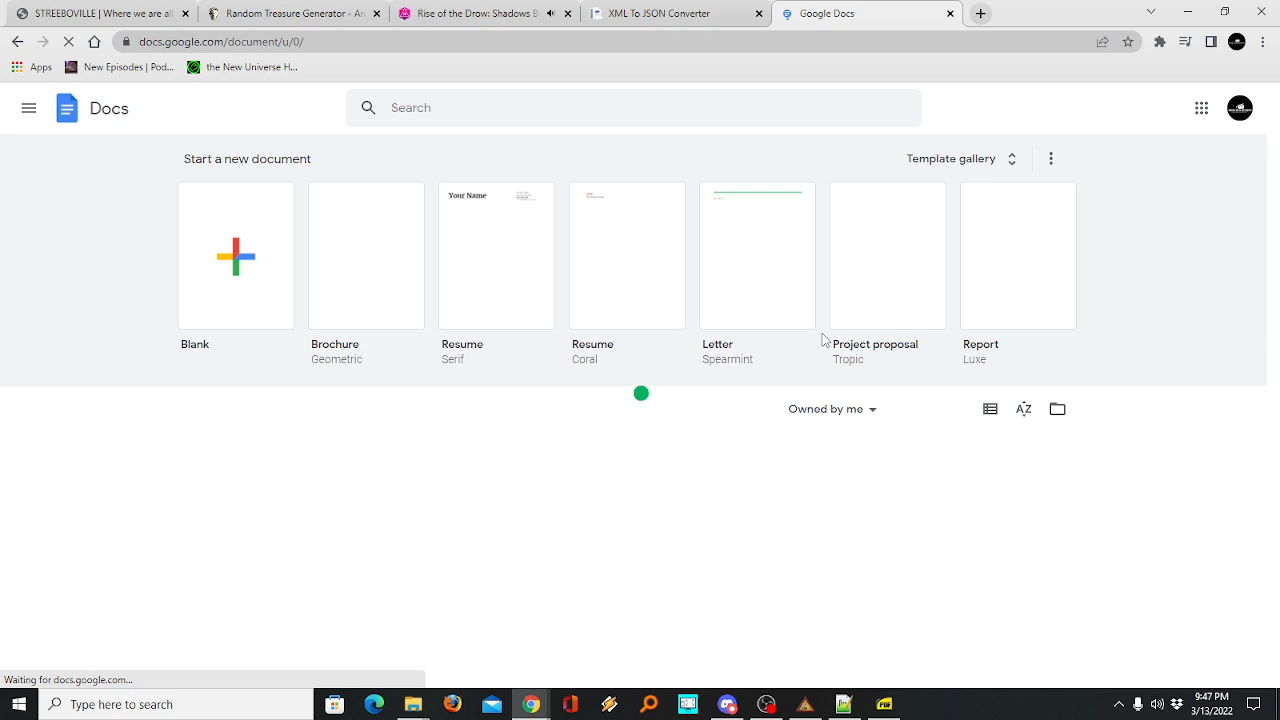 STREEBOVILLE | Where we all
Random Treasure Generator - Arc
Rise of the Drow: Shadows B
XML To JSON Converter
Google Docs
docs.google.com/document/u/0/
Apps
New Episodes | Pod...
the New Universe H...
Docs
Search
Start a new document
Template gallery
Your Name
Blank
Brochure
Geometric
Resume
Serif
Resume
Coral
Letter
Spearmint
Project proposal
Tropic
Report
Luxe
Owned by me
AZ
Waiting for docs.google.com...
Type here to search
9:47 PM
3/13/2022